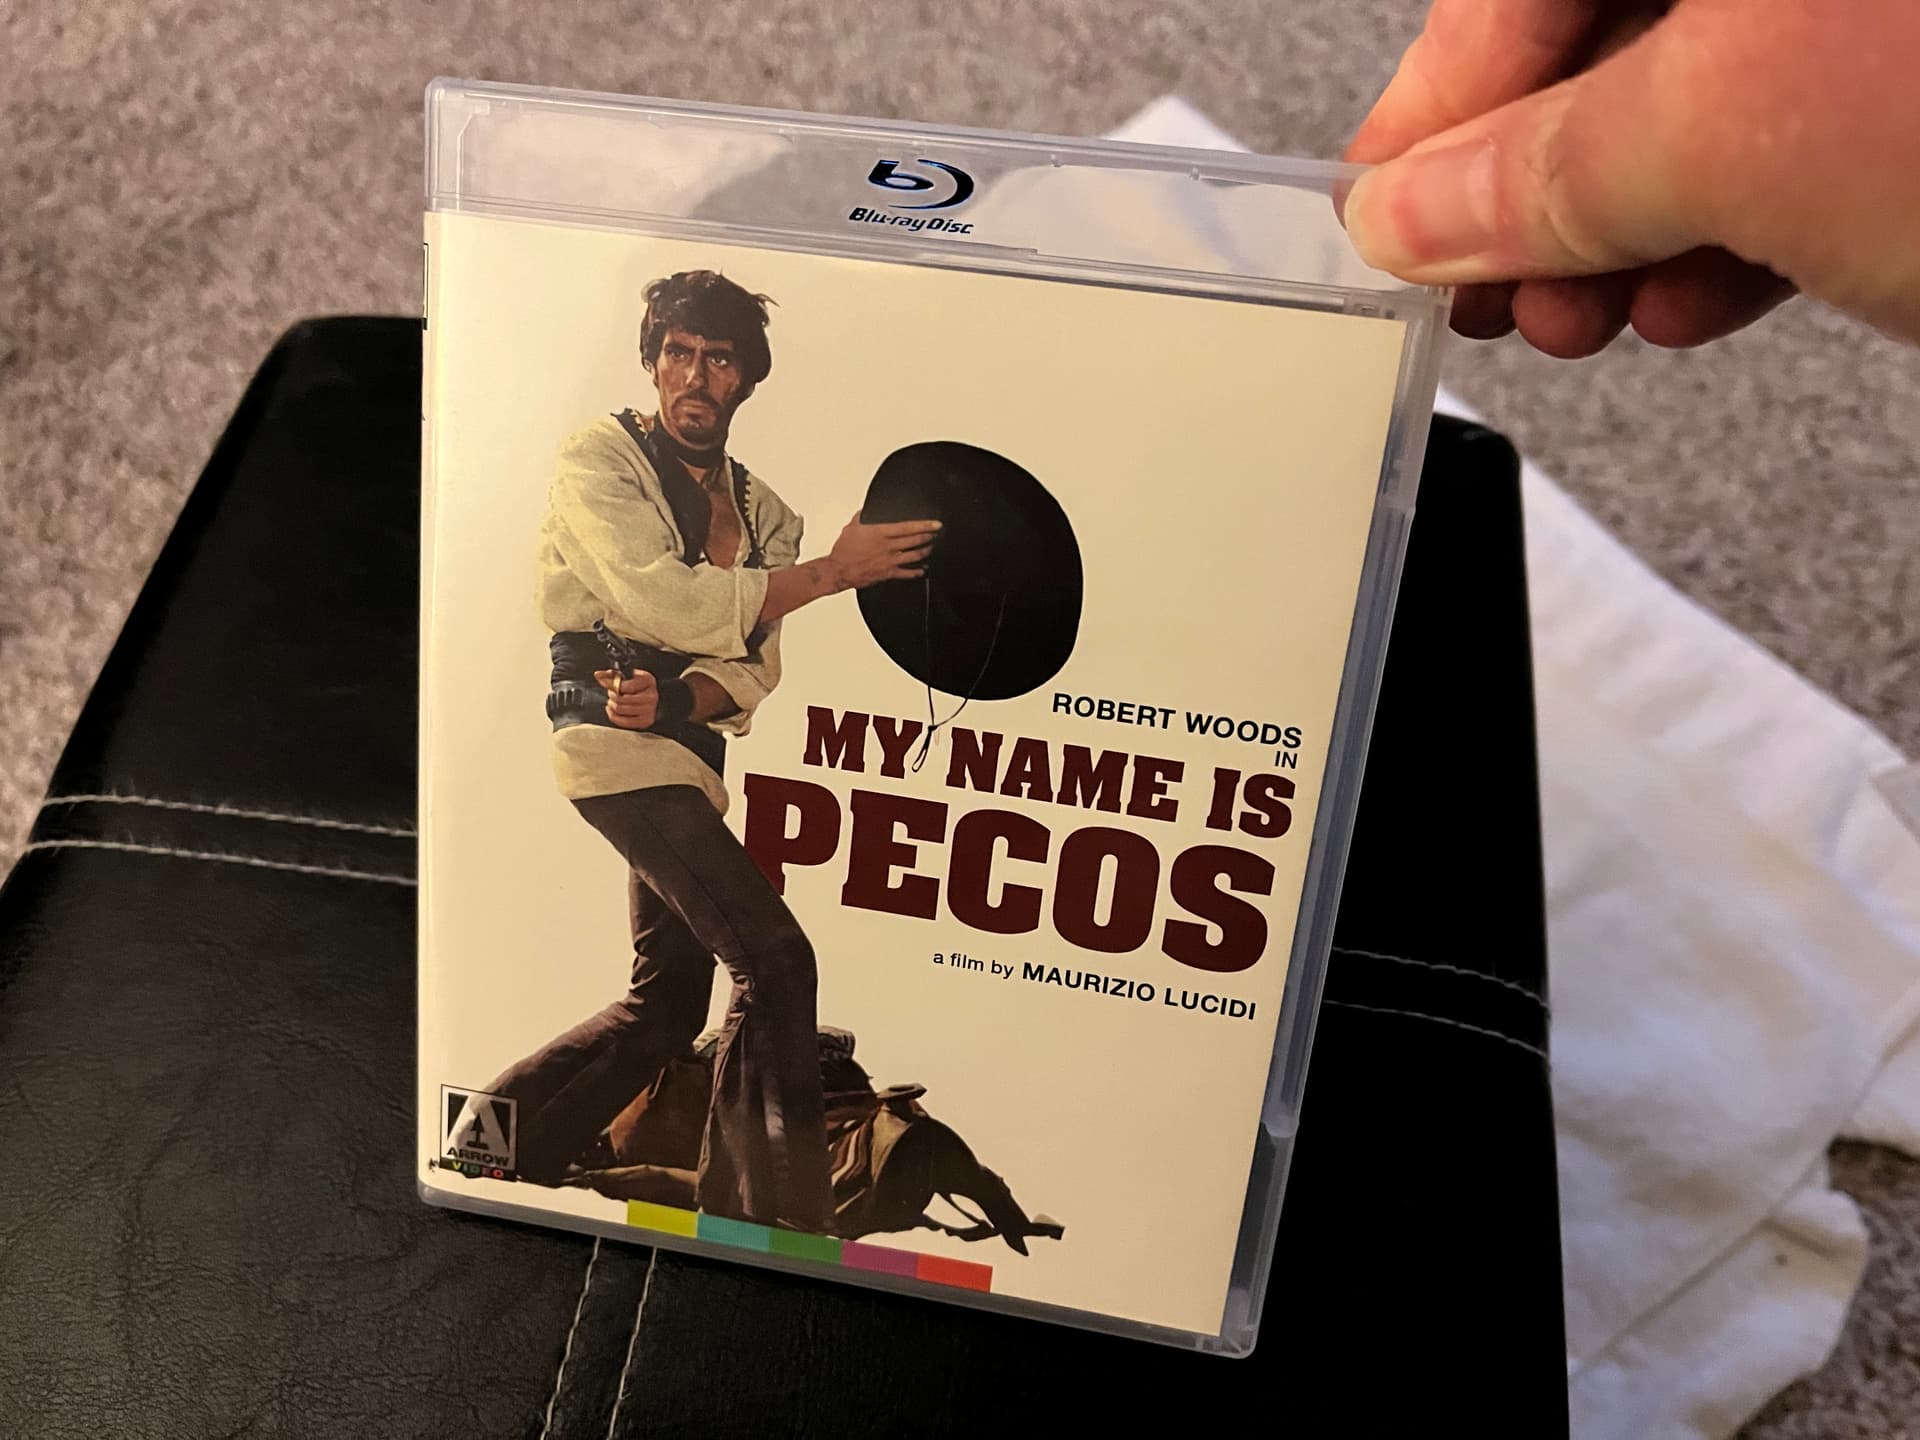 Blu-ray Disc
ROBERT WOODS
IN
MY NAME IS
PECOS
a film by MAURIZIO LUCIDI
A
ARROW
VIDEO